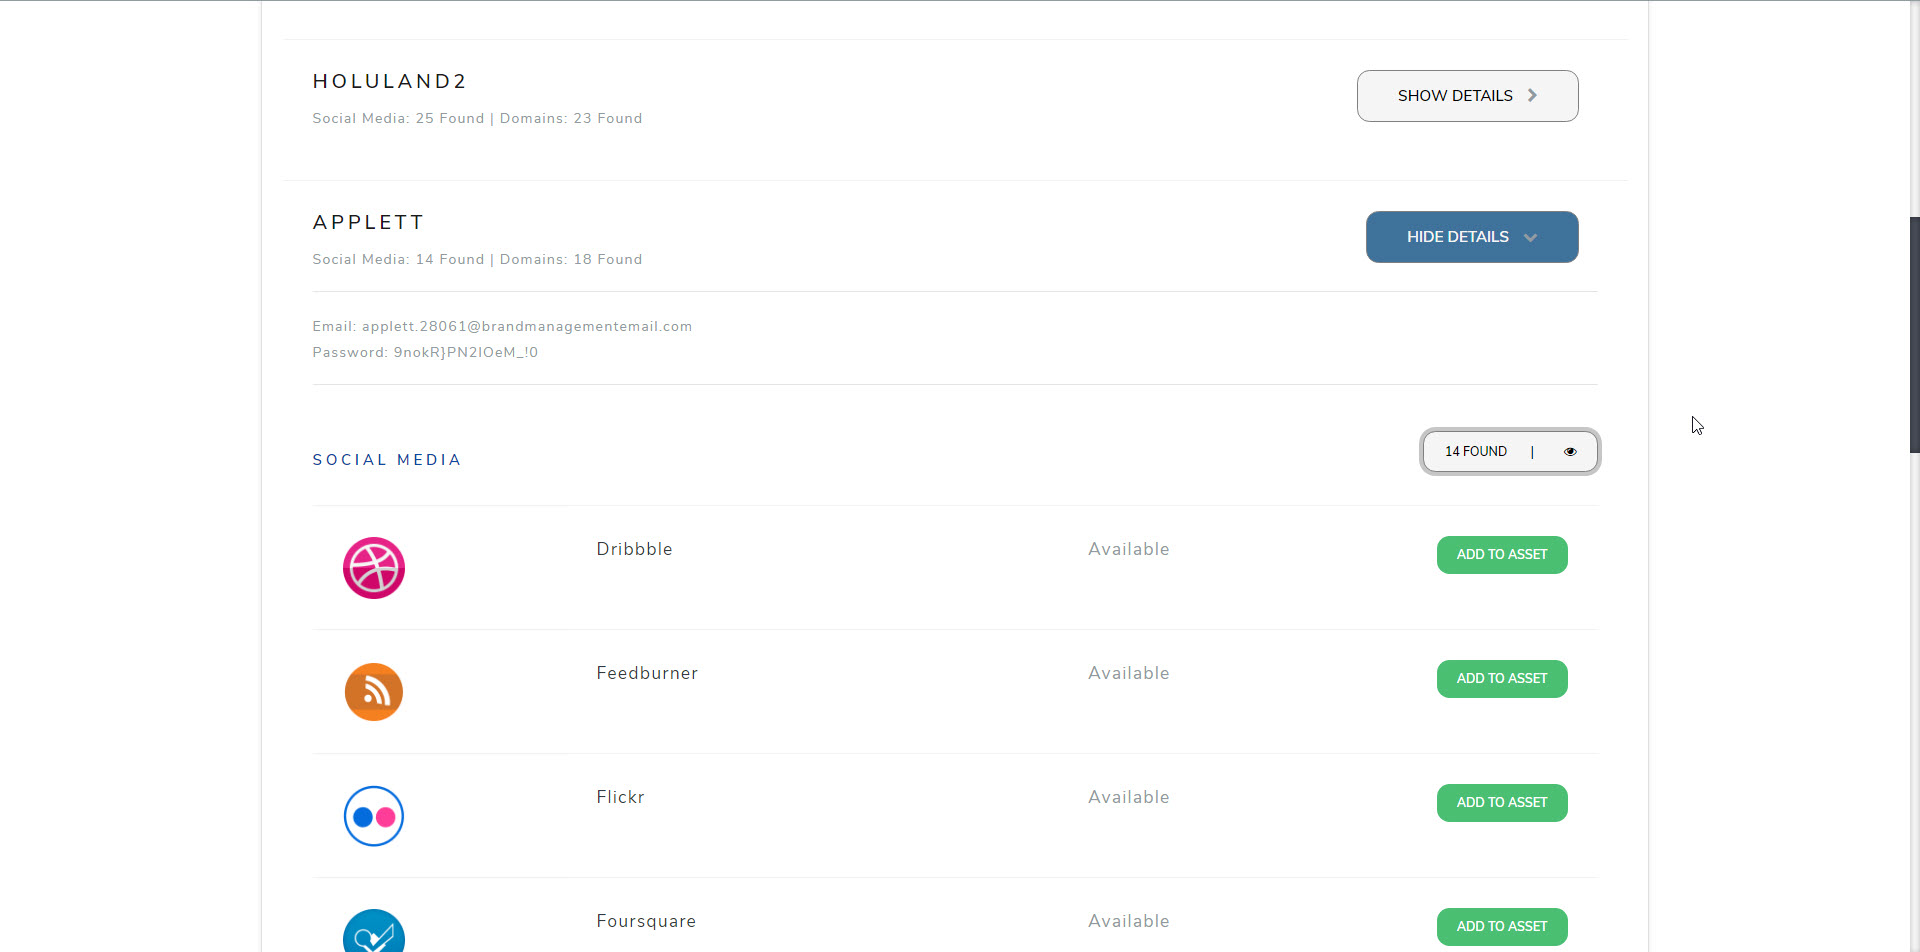 HOLULAND2
SHOW DETAILS
Social Media: 25 Found | Domains: 23 Found
APPLETT
HIDE DETAILS
Social Media: 14 Found | Domains: 18 Found
Email: applett.28061@brandmanagementemail.com
Password: 9nokR}PN2IOeM_!0
SOCIAL MEDIA
14 FOUND |
Dribbble Available ADD TO ASSET
Feedburner Available ADD TO ASSET
Flickr Available ADD TO ASSET
Foursquare Available ADD TO ASSET